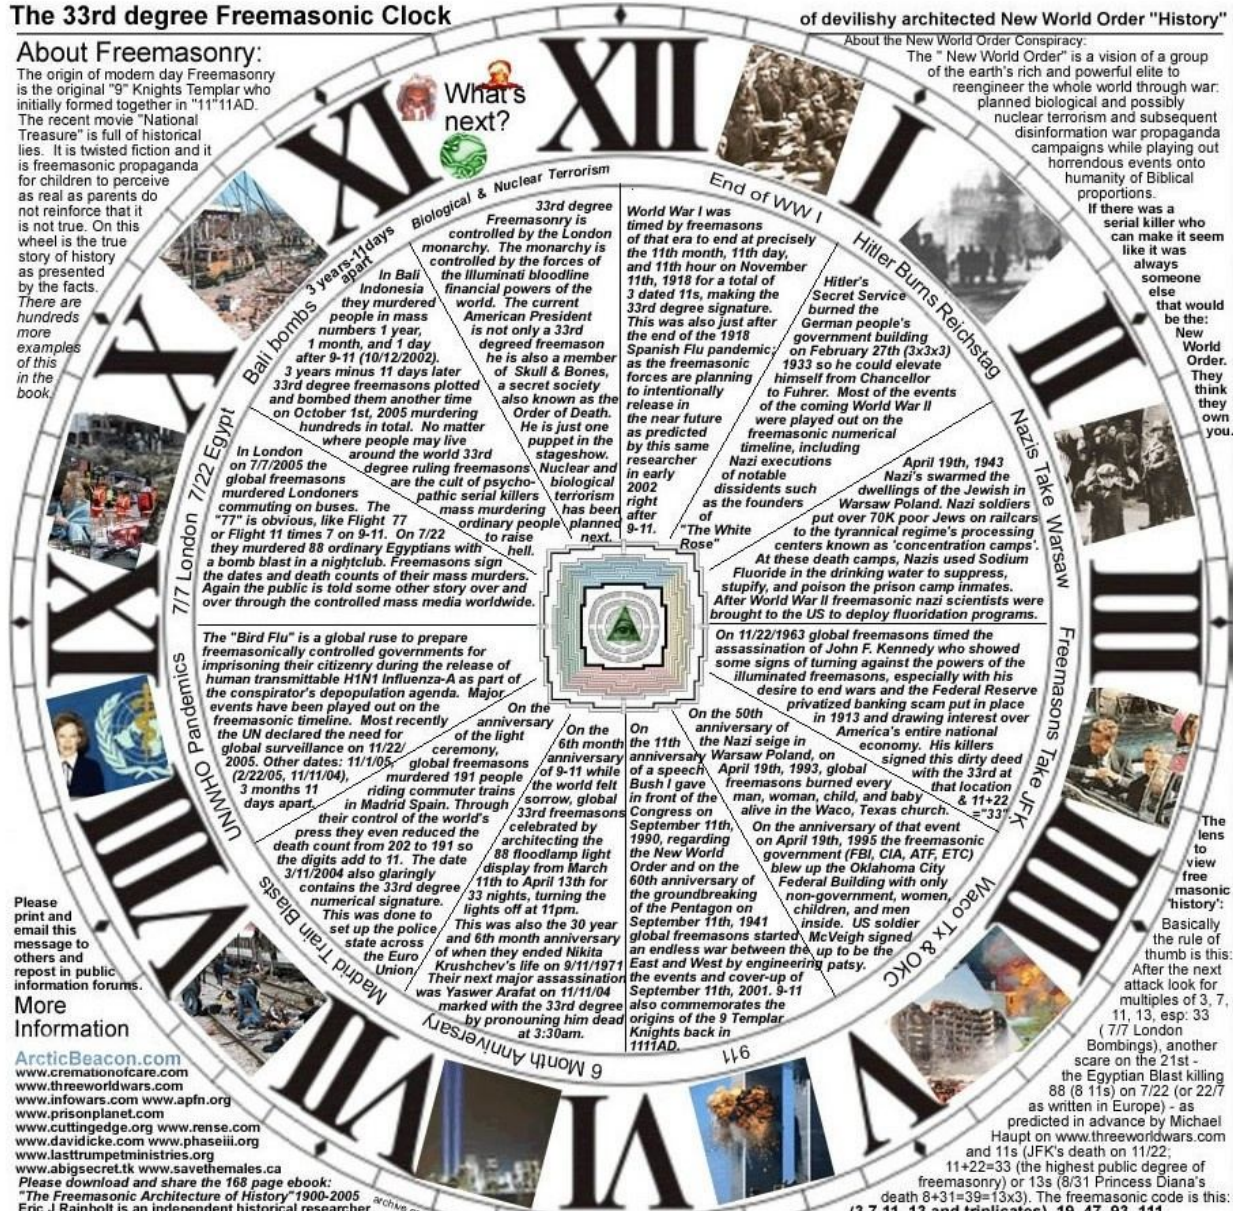 The 33rd degree Freemasonic Clock
of devilishy architected New World Order "History"
About Freemasonry:
The origin of modern day Freemasonry
is the original "9" Knights Templar who
initially formed together in "11"11AD.
The recent movie "National
Treasure" is full of historical
lies. It is twisted fiction and it
is freemasonic propaganda
for children to perceive
as real as parents do
not reinforce that it
is not true. On this
wheel is the true
story of history
as presented
by the facts.
There are
hundreds
more
examples
of this
in the
book.
About the New World Order Conspiracy:
The " New World Order" is a vision of a group
of the earth's rich and powerful elite to
reengineer the whole world through war:
planned biological and possibly
nuclear terrorism and subsequent
disinformation war propaganda
campaigns while playing out
horrendous events onto
humanity of Biblical
proportions.
If there was a
serial killer who
can make it seem
like it was
always
someone
else
that would
be the:
New
World
Order.
They
think
they
own
you.
XII
I
II
III
IIII
V
VI
VII
VIII
IX
X
XI
What's
next?
End of WW I
World War I was
timed by freemasons
of that era to end at precisely
the 11th month, 11th day,
and 11th hour on November
11th, 1918 for a total of
3 dated 11s, making the
33rd degree signature.
This was also just after
the end of the 1918
Spanish Flu pandemic;
as the freemasonic
forces are planning
to intentionally
release in
the near future
as predicted
by this same
researcher
in early
2002
right
after
9-11.
Hitler Burns Reichstag
Hitler's
Secret Service
burned the
German people's
government building
on February 27th (3x3x3)
1933 so he could elevate
himself from Chancellor
to Fuhrer. Most of the events
of the coming World War II
were played out on the
freemasonic numerical
timeline, including
Nazi executions
of notable
dissidents such
as the founders
of
"The White
Rose"
Nazis Take Warsaw
April 19th, 1943
Nazi's swarmed the
dwellings of the Jewish in
Warsaw Poland. Nazi soldiers
put over 70K poor Jews on railcars
to the tyrannical regime's processing
centers known as 'concentration camps'.
At these death camps, Nazis used Sodium
Fluoride in the drinking water to suppress,
stupify, and poison the prison camp inmates.
After World War II freemasonic nazi scientists were
brought to the US to deploy fluoridation programs.
Freemasons Take JFK
On 11/22/1963 global freemasons timed the
assassination of John F. Kennedy who showed
some signs of turning against the powers of the
illuminated freemasons, especially with his
desire to end wars and the Federal Reserve
privatized banking scam put in place
in 1913 and drawing interest over
America's entire national
economy. His killers
signed this dirty deed
with the 33rd at
that location
& 11+22
="33".
Waco Tx & OKC
On the 50th
anniversary of
the Nazi seige in
Warsaw Poland, on
April 19th, 1993, global
freemasons burned every
man, woman, child, and baby
alive in the Waco, Texas church.
On the anniversary of that event
on April 19th, 1995 the freemasonic
government (FBI, CIA, ATF, ETC)
blew up the Oklahoma City
Federal Building with only
non-government, women,
children, and men
inside. US soldier
McVeigh signed
up to be the
patsy.
911
On
the 11th
anniversary
of a speech
Bush I gave
in front of the
Congress on
September 11th,
1990, regarding
the New World
Order and on the
60th anniversary of
the groundbreaking
of the Pentagon on
September 11th, 1941
global freemasons started
an endless war between the
East and West by engineering
the events and cover-up of
September 11th, 2001. 9-11
also commemorates the
origins of the 9 Templar
Knights back in
1111AD.
6 Month Anniversary
On the
6th month
anniversary
of 9-11 while
the world felt
sorrow, global
33rd freemasons
celebrated by
architecting the
88 floodlamp light
display from March
11th to April 13th for
33 nights, turning the
lights off at 11pm.
This was also the 30 year
and 6th month anniversary
of when they ended Nikita
Krushchev's life on 9/11/1971
Their next major assassination
was Yaswer Arafat on 11/11/04
marked with the 33rd degree
by pronouning him dead
at 3:30am.
Madrid Train Blasts
On the
anniversary
of the light
ceremony,
global freemasons
murdered 191 people
riding commuter trains
in Madrid Spain. Through
their control of the world's
press they even reduced the
death count from 202 to 191 so
the digits add to 11. The date
3/11/2004 also glaringly
contains the 33rd degree
numerical signature.
This was done to
set up the police
state across
the Euro
Union
UN/WHO Pandemics
The "Bird Flu" is a global ruse to prepare
freemasonically controlled governments for
imprisoning their citizenry during the release of
human transmittable H1N1 Influenza-A as part of
the conspirator's depopulation agenda. Major
events have been played out on the
freemasonic timeline. Most recently
the UN declared the need for
global surveillance on 11/22/
2005. Other dates: 11/1/05,
(2/22/05, 11/11/04),
3 months 11
days apart.
7/7 London 7/22 Egypt
In London
on 7/7/2005 the
global freemasons
murdered Londoners
commuting on buses. The
"77" is obvious, like Flight 77
or Flight 11 times 7 on 9-11. On 7/22
they murdered 88 ordinary Egyptians with
a bomb blast in a nightclub. Freemasons sign
the dates and death counts of their mass murders.
Again the public is told some other story over and
over through the controlled mass media worldwide.
Bali bombs 3 years-11days
apart
In Bali
Indonesia
they murdered
people in mass
numbers 1 year,
1 month, and 1 day
after 9-11 (10/12/2002).
3 years minus 11 days later
33rd degree freemasons plotted
and bombed them another time
on October 1st, 2005 murdering
hundreds in total. No matter
where people may live
around the world 33rd
degree ruling freemasons
are the cult of psycho-
pathic serial killers
mass murdering
ordinary people
to raise
hell.
Biological & Nuclear Terrorism
33rd degree
Freemasonry is
controlled by the London
monarchy. The monarchy is
controlled by the forces of
the Illuminati bloodline
financial powers of the
world. The current
American President
is not only a 33rd
degreed freemason
he is also a member
of Skull & Bones,
a secret society
also known as the
Order of Death.
He is just one
puppet in the
stageshow.
Nuclear and
biological
terrorism
has been
planned
next.
Please
print and
email this
message to
others and
repost in public
information forums.
More
Information
ArcticBeacon.com
www.cremationofcare.com
www.threeworldwars.com
www.infowars.com www.apfn.org
www.prisonplanet.com
www.cuttingedge.org www.rense.com
www.davidicke.com www.phaseiii.org
www.lasttrumpetministries.org
www.abigsecret.tk www.savethemales.ca
Please download and share the 168 page ebook:
"The Freemasonic Architecture of History"1900-2005
Eric J Rainbolt is an independent historical researcher
The
lens
to
view
free
masonic
'history':
Basically
the rule of
thumb is this:
After the next
attack look for
multiples of 3, 7,
11, 13, esp: 33
( 7/7 London
Bombings), another
scare on the 21st -
the Egyptian Blast killing
88 (8 11s) on 7/22 (or 22/7
as written in Europe) - as
predicted in advance by Michael
Haupt on www.threeworldwars.com
and 11s (JFK's death on 11/22;
11+22=33 (the highest public degree of
freemasonry) or 13s (8/31 Princess Diana's
death 8+31=39=13x3). The freemasonic code is this:
(3,7,11, 13 and triplicates), 19, 47, 93, 111